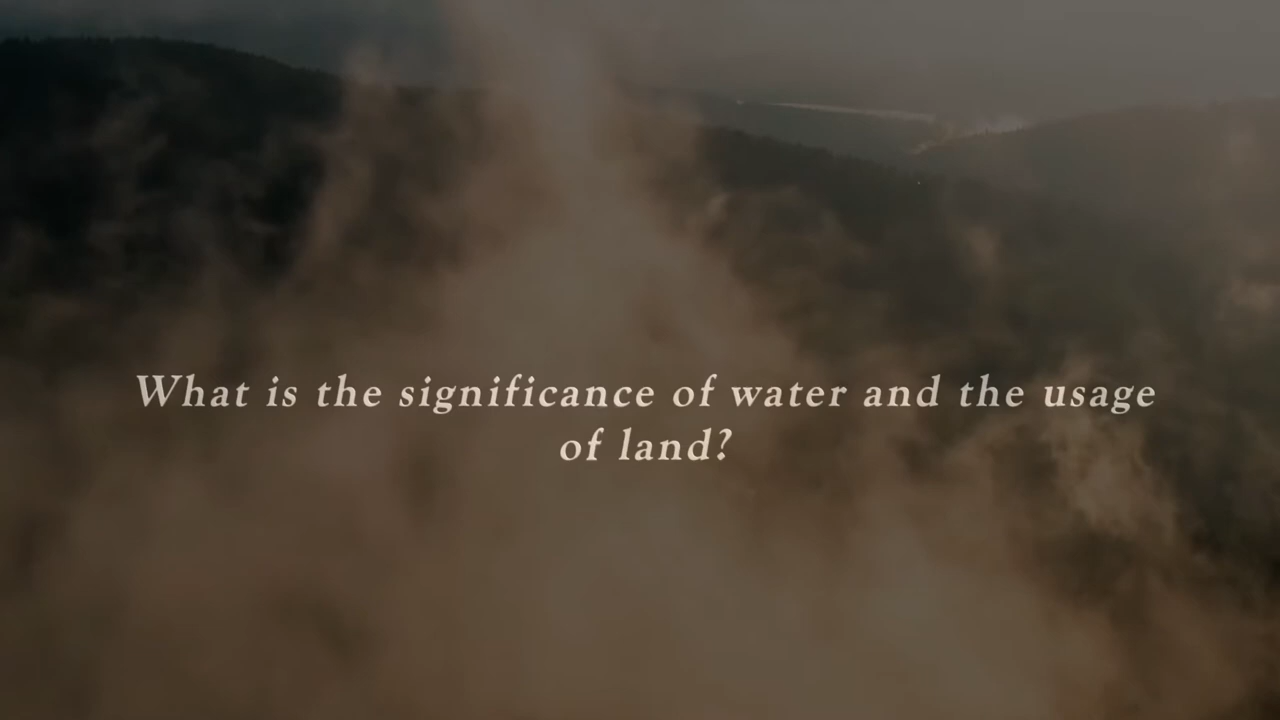 What is the significance of water and the usage
of land?